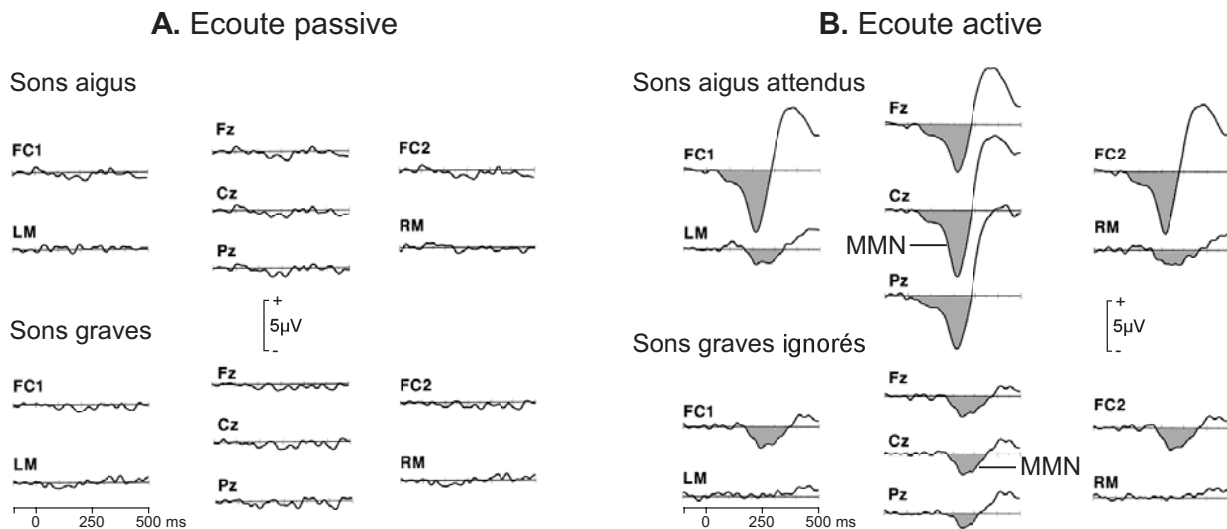 A. Ecoute passive
Sons aigus
Fz
FC1
FC2
Cz
LM
RM
Pz
+
5µV
-
Sons graves
Fz
FC1
FC2
Cz
LM
RM
Pz
0 250 500 ms
B. Ecoute active
Sons aigus attendus
Fz
FC1
FC2
Cz
LM
RM
MMN
Pz
+
5µV
-
Sons graves ignorés
Fz
FC1
FC2
Cz
MMN
LM
RM
Pz
0 250 500 ms